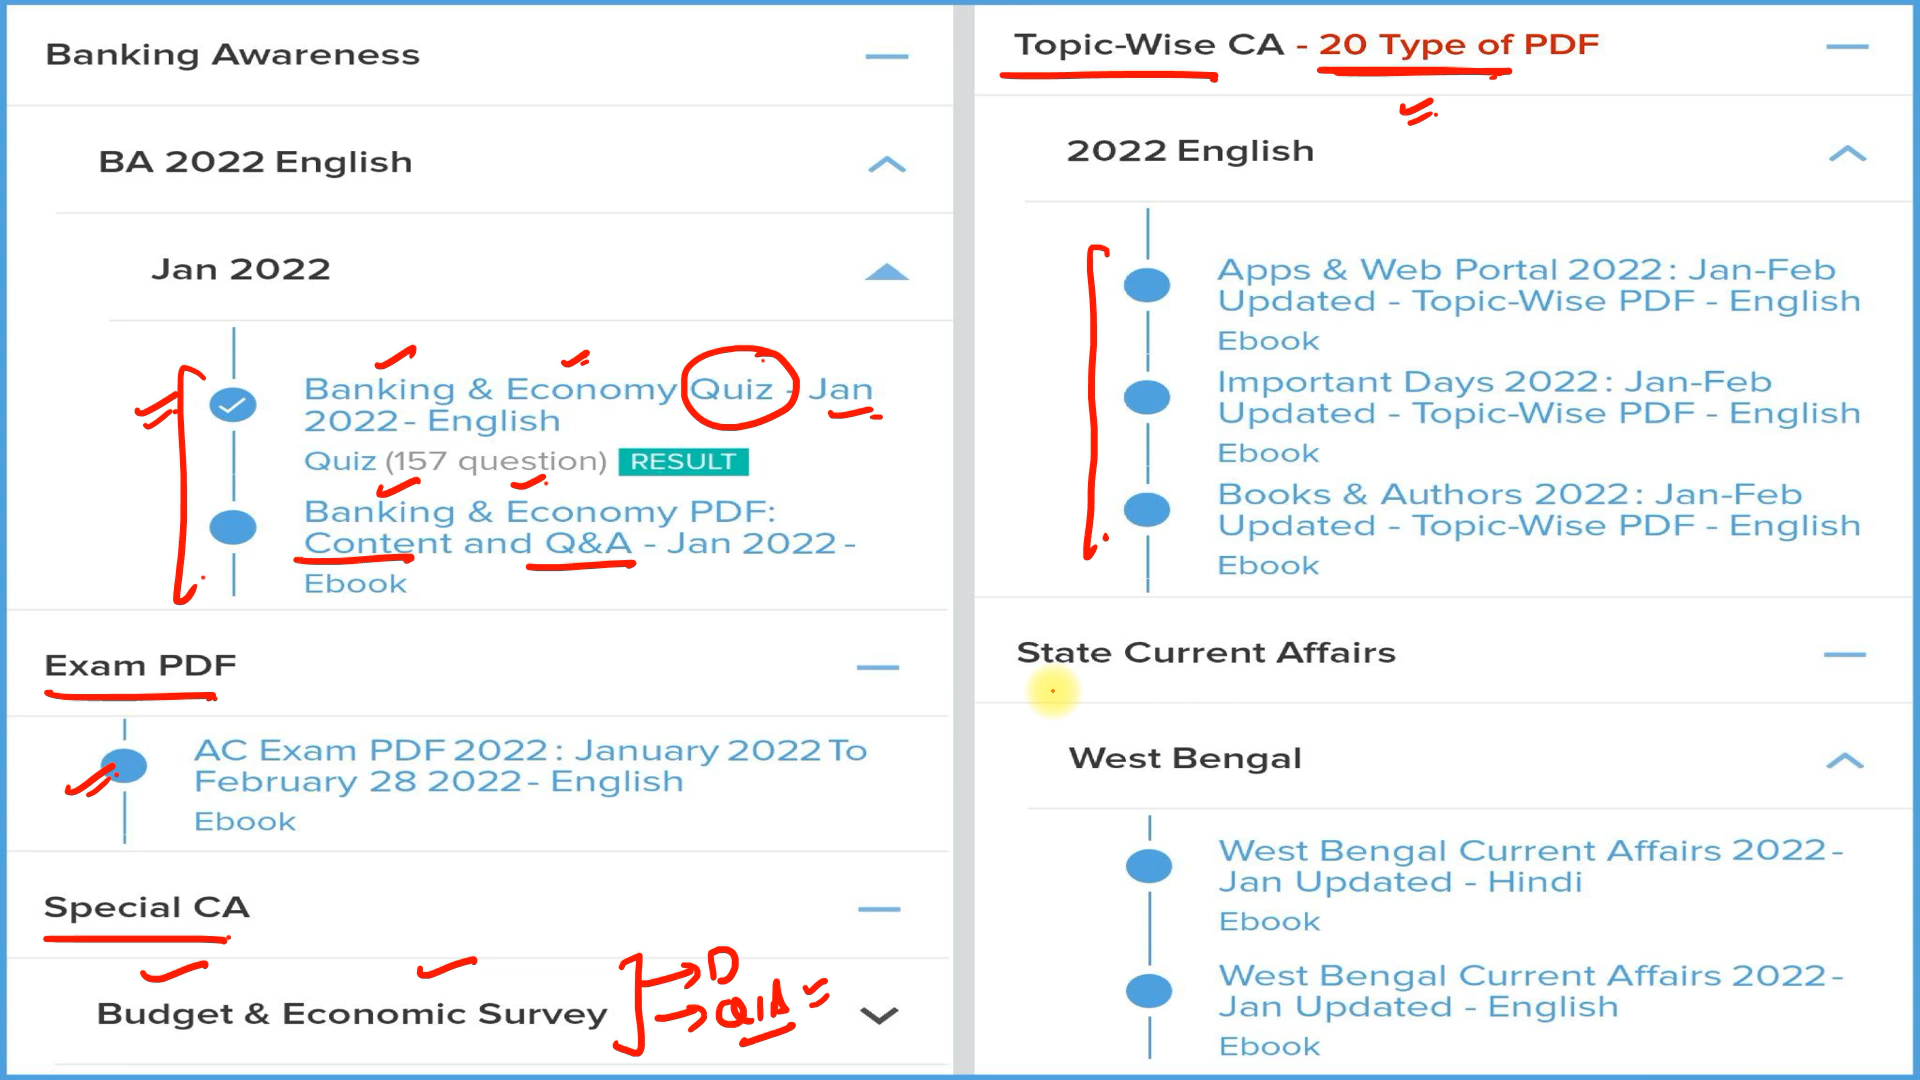 Banking Awareness
BA 2022 English
Jan 2022
Banking & Economy Quiz - Jan
2022- English
Quiz (157 question) RESULT
Banking & Economy PDF:
Content and Q&A - Jan 2022 -
Ebook
Exam PDF
AC Exam PDF 2022: January 2022 To
February 28 2022- English
Ebook
Special CA
D
Budget & Economic Survey
Topic-Wise CA - 20 Type of PDF
2022 English
Apps & Web Portal 2022: Jan-Feb
Updated - Topic-Wise PDF - English
Ebook
Important Days 2022: Jan-Feb
Updated - Topic-Wise PDF - English
Ebook
Books & Authors 2022: Jan-Feb
Updated - Topic-Wise PDF - English
Ebook
State Current Affairs
West Bengal
West Bengal Current Affairs 2022-
Jan Updated - Hindi
Ebook
West Bengal Current Affairs 2022-
Jan Updated - English
Ebook